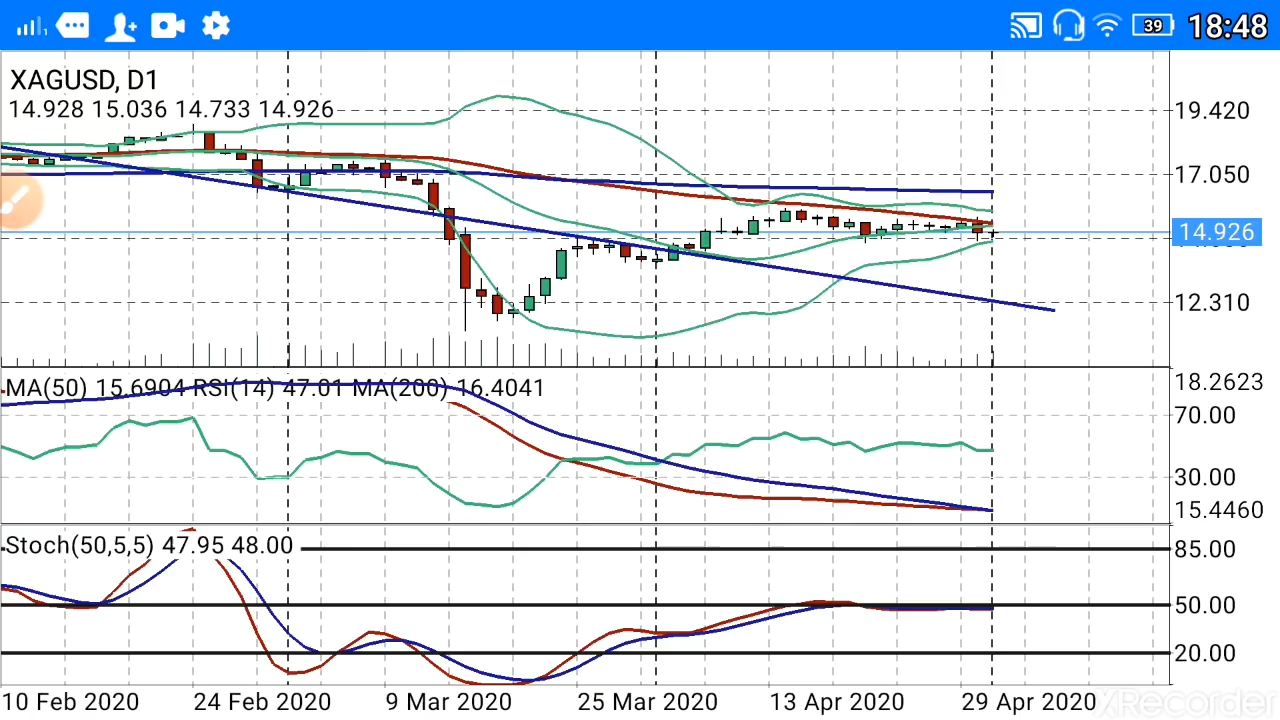 39 18:48
XAGUSD, D1
14.928 15.036 14.733 14.926
19.420
17.050
14.926
12.310
MA(50) 15.6904 RSI(14) 47.01 MA(200) 16.4041
18.2623
70.00
30.00
15.4460
Stoch(50,5,5) 47.95 48.00
85.00
50.00
20.00
10 Feb 2020 24 Feb 2020 9 Mar 2020 25 Mar 2020 13 Apr 2020 29 Apr 2020
XRecorder